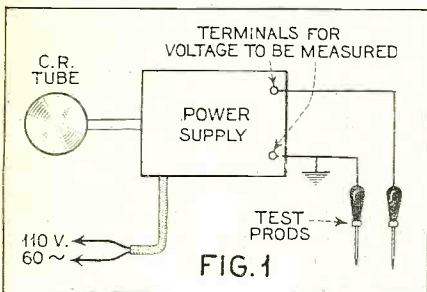 TERMINALS FOR
VOLTAGE TO BE MEASURED
C.R.
TUBE
POWER
SUPPLY
TEST
PRODS
110 V.
60 ~
FIG. 1